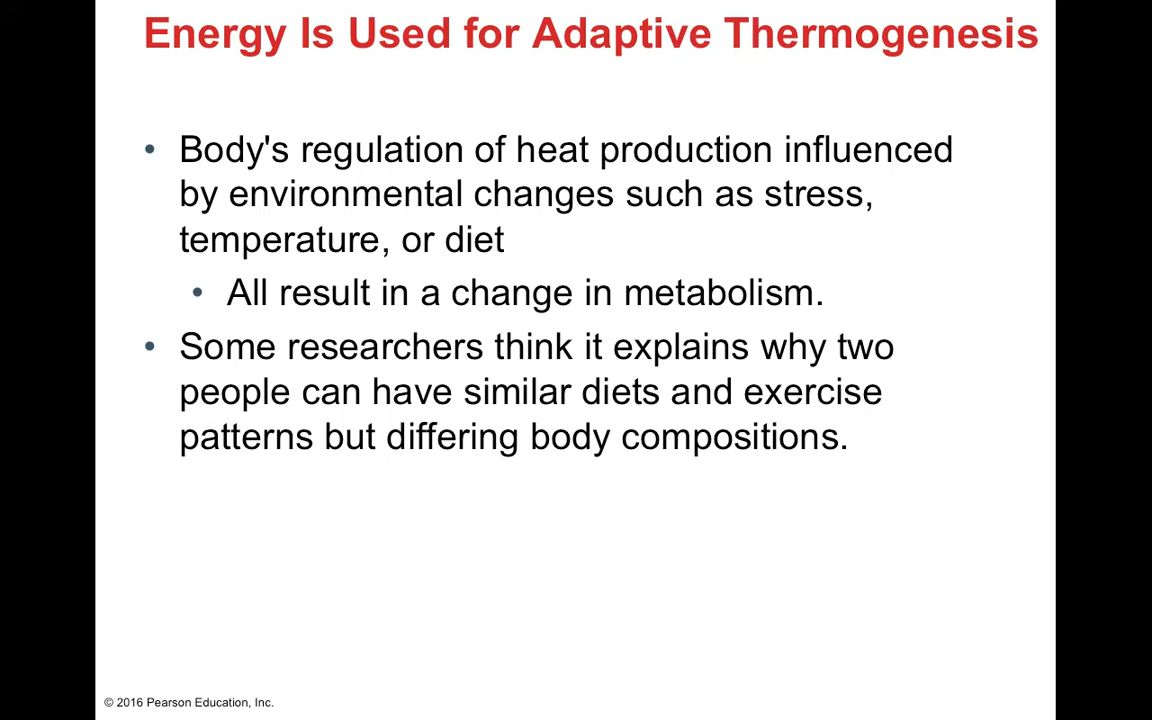 Energy Is Used for Adaptive Thermogenesis
• Body's regulation of heat production influenced
by environmental changes such as stress,
temperature, or diet
• All result in a change in metabolism.
• Some researchers think it explains why two
people can have similar diets and exercise
patterns but differing body compositions.
© 2016 Pearson Education, Inc.